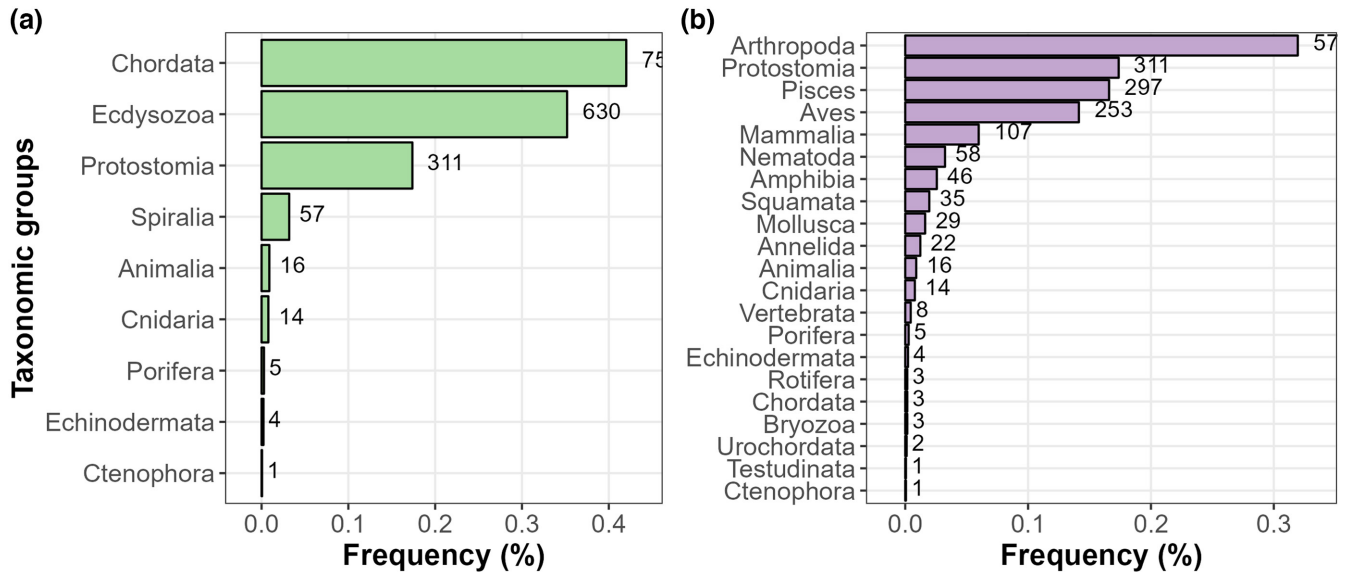 (a)
Taxonomic groups
Chordata 75
Ecdysozoa 630
Protostomia 311
Spiralia 57
Animalia 16
Cnidaria 14
Porifera 5
Echinodermata 4
Ctenophora 1
0.0 0.1 0.2 0.3 0.4
Frequency (%)
(b)
Arthropoda 57
Protostomia 311
Pisces 297
Aves 253
Mammalia 107
Nematoda 58
Amphibia 46
Squamata 35
Mollusca 29
Annelida 22
Animalia 16
Cnidaria 14
Vertebrata 8
Porifera 5
Echinodermata 4
Rotifera 3
Chordata 3
Bryozoa 3
Urochordata 2
Testudinata 1
Ctenophora 1
0.0 0.1 0.2 0.3
Frequency (%)